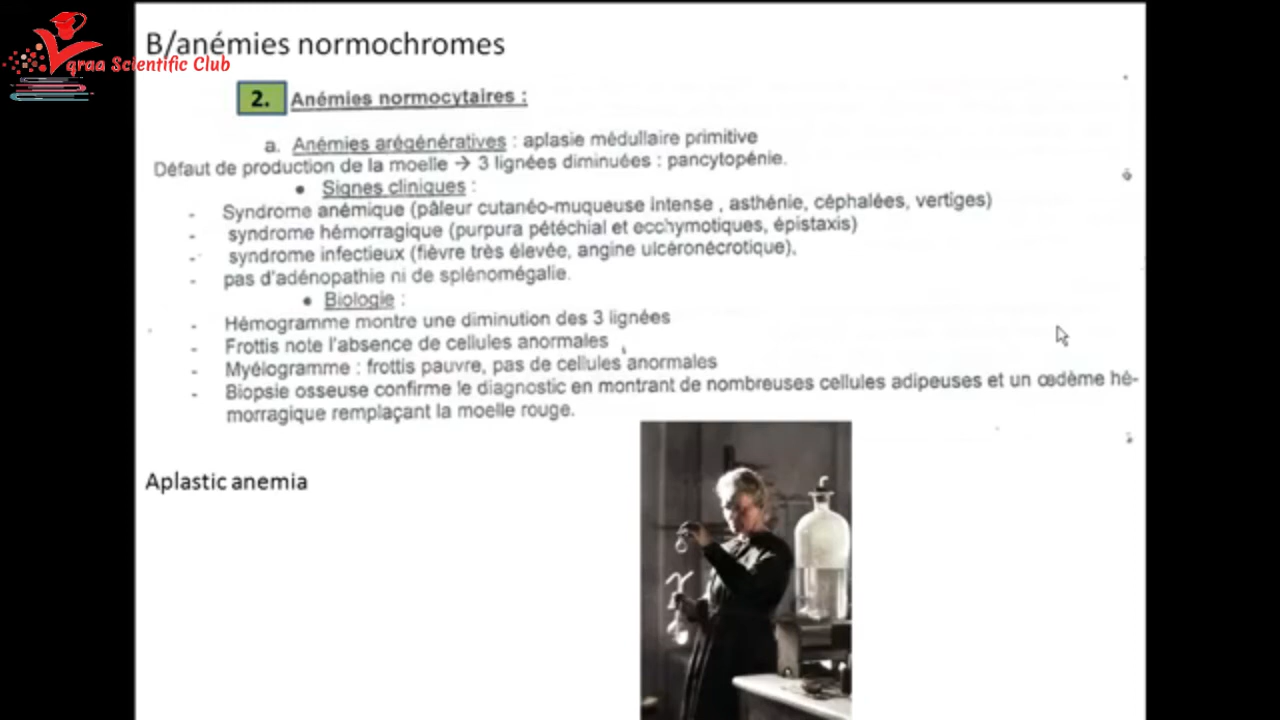 B/anémies normochromes
qraa Scientific Club
2. Anémies normocytaires :
a. Anémies arégénératives : aplasie médullaire primitive
Défaut de production de la moelle → 3 lignées diminuées : pancytopénie.
• Signes cliniques :
- Syndrome anémique (pâleur cutanéo-muqueuse intense , asthénie, céphalées, vertiges)
- syndrome hémorragique (purpura pétéchial et ecchymotiques, épistaxis)
- syndrome infectieux (fièvre très élevée, angine ulcéronécrotique),
- pas d'adénopathie ni de splénomégalie.
• Biologie :
- Hémogramme montre une diminution des 3 lignées
- Frottis note l'absence de cellules anormales
- Myélogramme : frottis pauvre, pas de cellules anormales
- Biopsie osseuse confirme le diagnostic en montrant de nombreuses cellules adipeuses et un œdème hé-
morragique remplaçant la moelle rouge.
Aplastic anemia